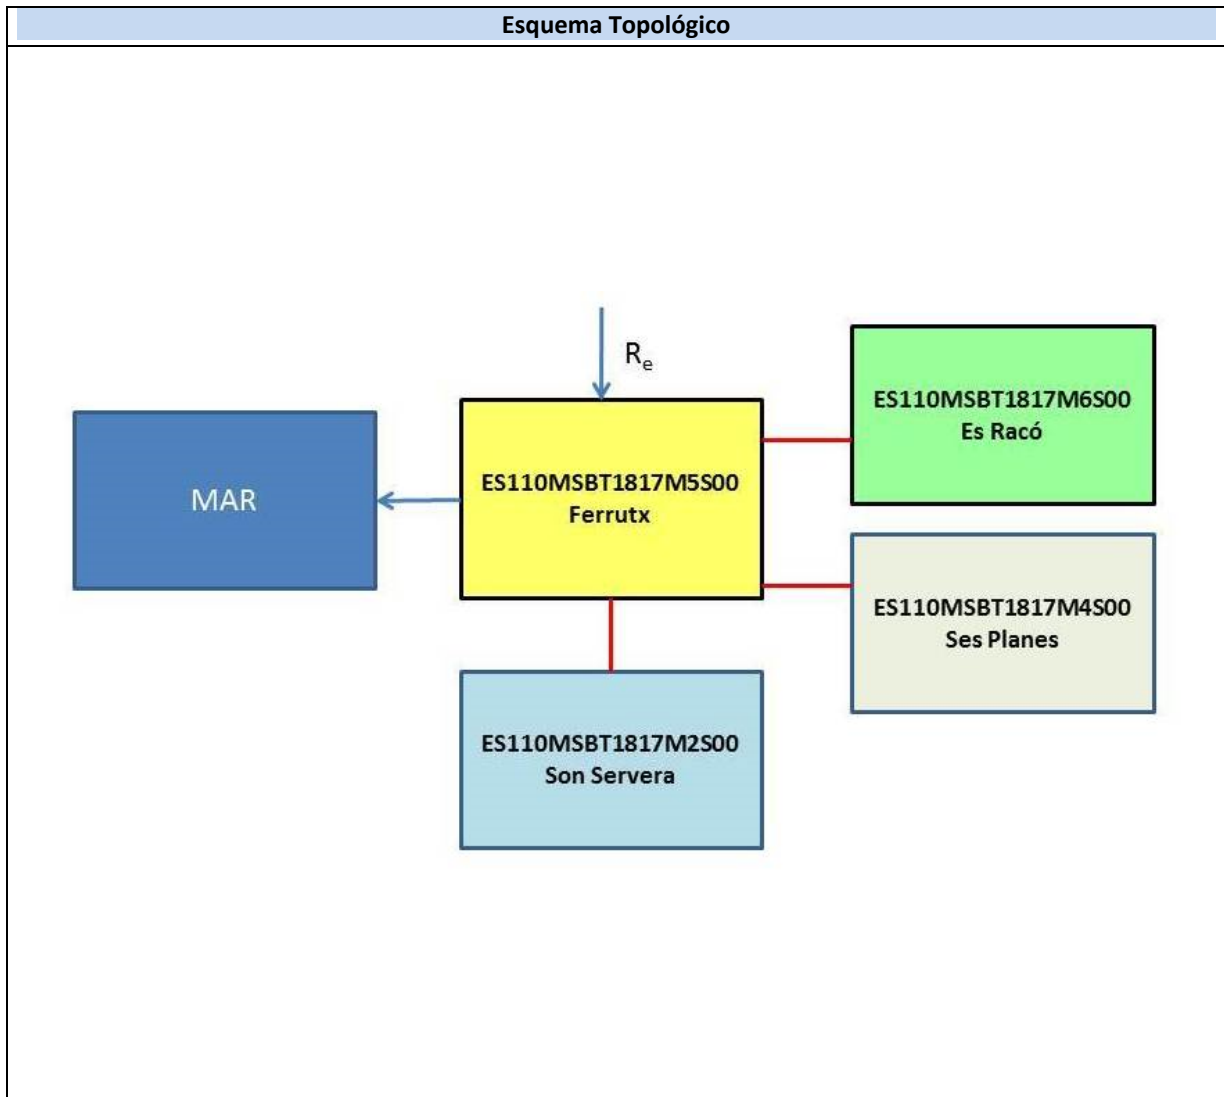 Esquema Topológico
Re
ES110MSBT1817M6S00
Es Racó
MAR
ES110MSBT1817M5S00
Ferrutx
ES110MSBT1817M4S00
Ses Planes
ES110MSBT1817M2S00
Son Servera